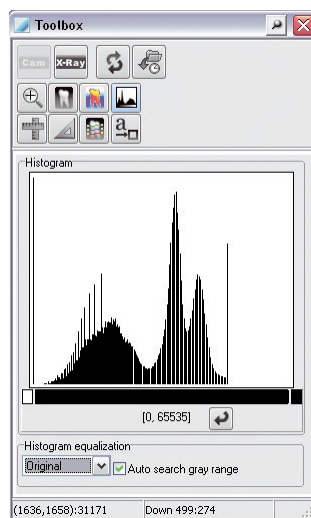 Toolbox
Cam X-Ray
a
Histogram
[0, 65535]
Histogram equalization
Original Auto search gray range
(1636,1658):31171 Down 499:274